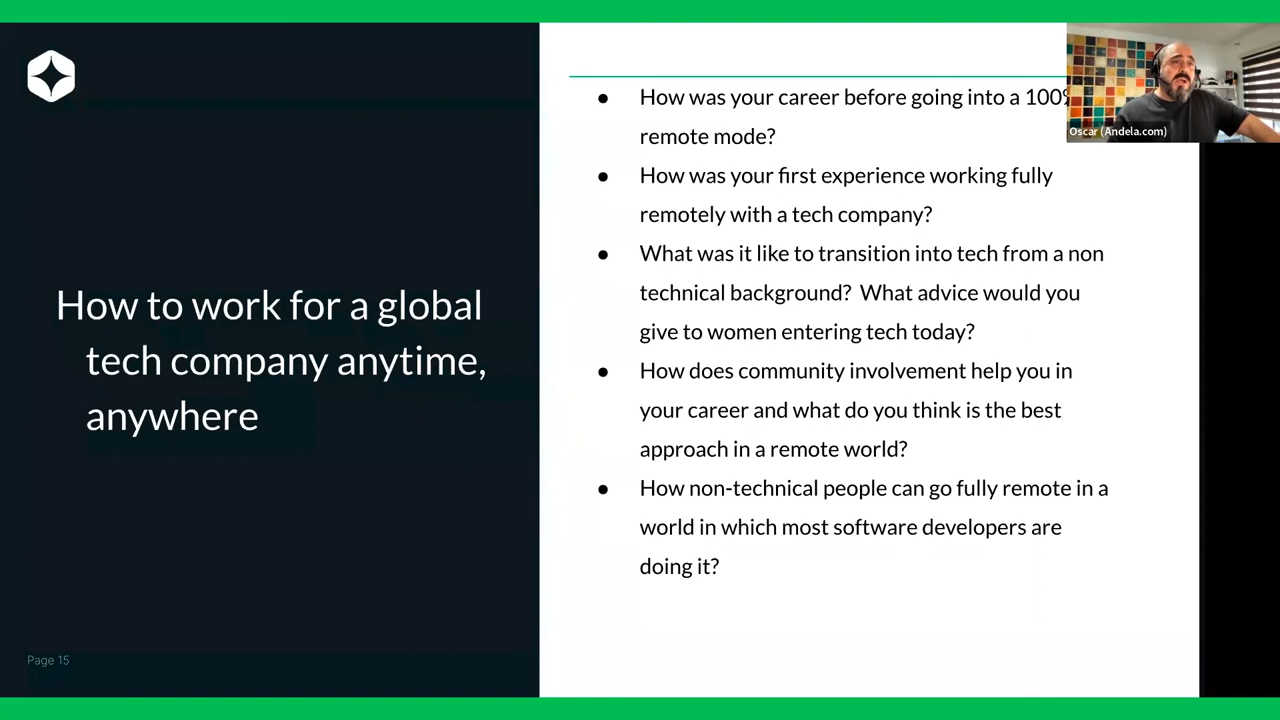 How to work for a global
tech company anytime,
anywhere
Page 15
● How was your career before going into a 100%
remote mode?
● How was your first experience working fully
remotely with a tech company?
● What was it like to transition into tech from a non
technical background? What advice would you
give to women entering tech today?
● How does community involvement help you in
your career and what do you think is the best
approach in a remote world?
● How non-technical people can go fully remote in a
world in which most software developers are
doing it?
Oscar (Andela.com)